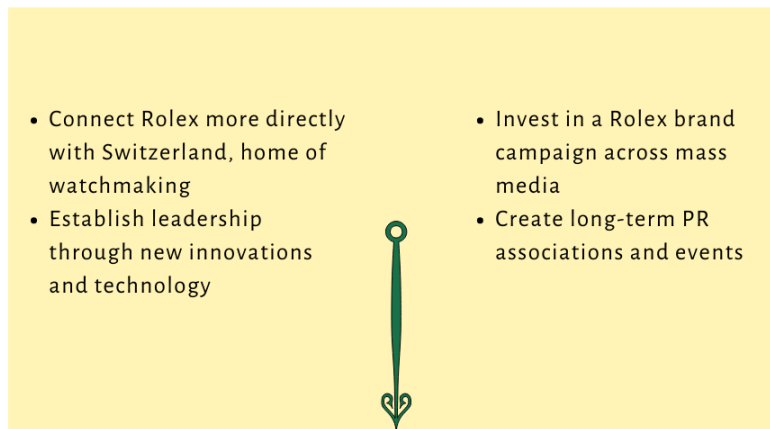 • Connect Rolex more directly
with Switzerland, home of
watchmaking
• Establish leadership
through new innovations
and technology
• Invest in a Rolex brand
campaign across mass
media
• Create long-term PR
associations and events